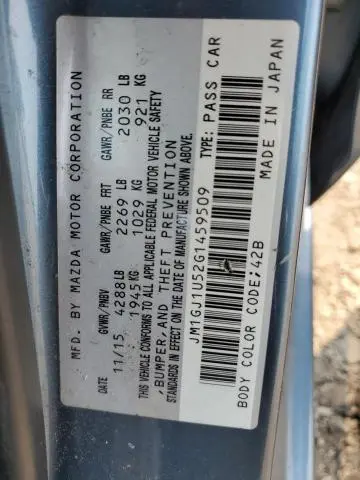 MFD. BY MAZDA MOTOR CORPORATION
GVWR/PNBV GAWR/PNBE FRT GAWR/PNBE RR
11/15 4288LB 2269 LB 2030 LB
1945KG 1029 KG 921 KG
THIS VEHICLE CONFORMS TO ALL APPLICABLE FEDERAL MOTOR VEHICLE SAFETY
, BUMPER, AND THEFT PREVENTION
STANDARDS IN EFFECT ON THE DATE OF MANUFACTURE SHOWN ABOVE.
JM1GJ1U52G1459509 TYPE: PASS CAR
BODY COLOR CODE;42B MADE IN JAPAN